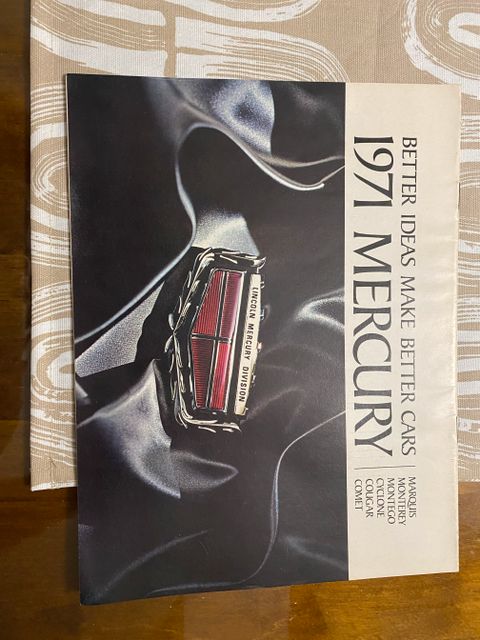 BETTER IDEAS MAKE BETTER CARS
1971 MERCURY
MARQUIS
MONTEREY
MONTEGO
CYCLONE
COUGAR
COMET
LINCOLN MERCURY DIVISION